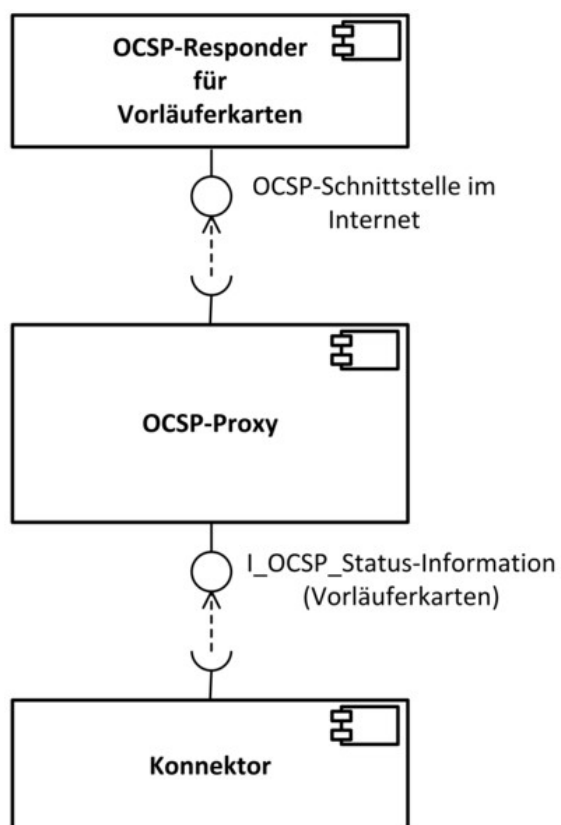 OCSP-Responder
für
Vorläuferkarten
OCSP-Schnittstelle im
Internet
OCSP-Proxy
I_OCSP_Status-Information
(Vorläuferkarten)
Konnektor